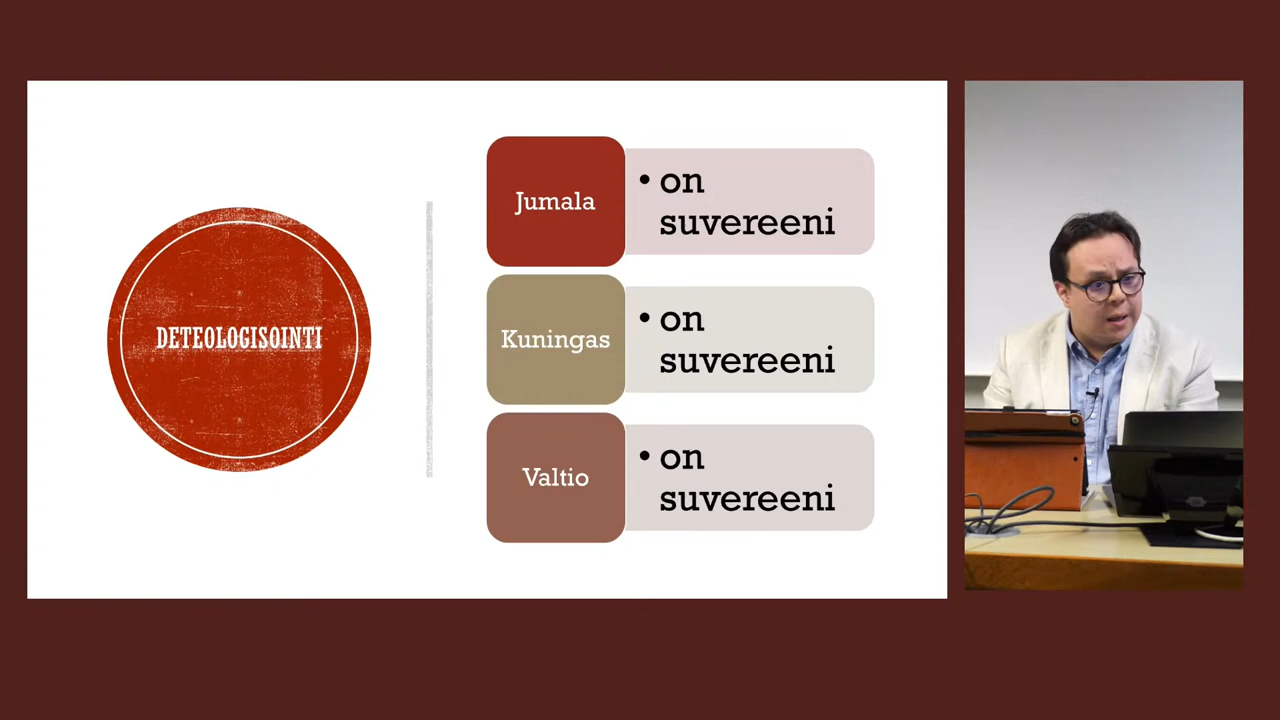 DETEOLOGISOINTI
Jumala
• on
suvereeni
Kuningas
• on
suvereeni
Valtio
• on
suvereeni